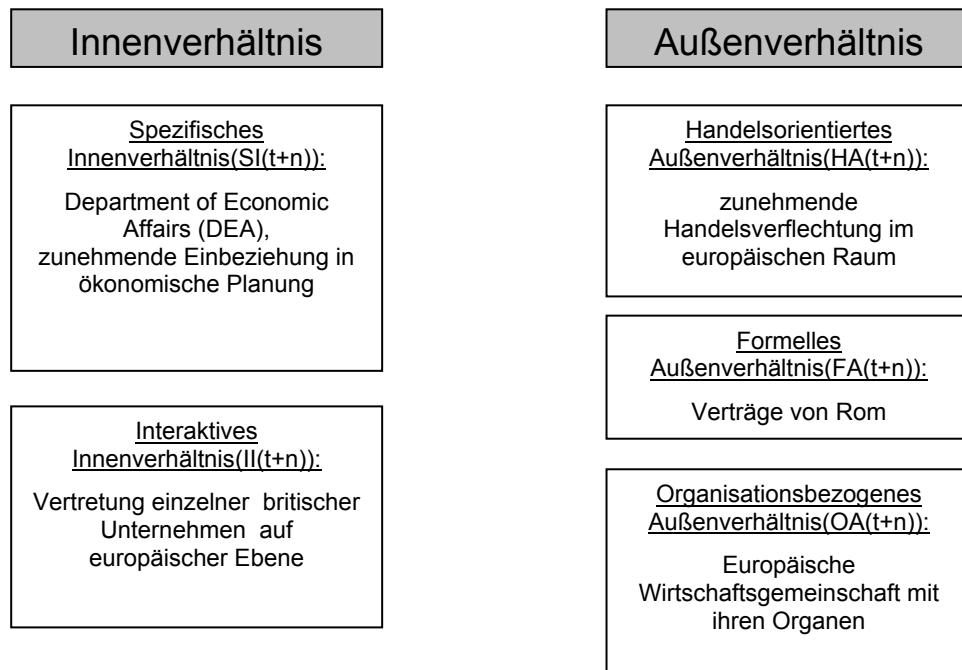 Innenverhältnis
Spezifisches
Innenverhältnis(SI(t+n)):
Department of Economic
Affairs (DEA),
zunehmende Einbeziehung in
ökonomische Planung
Interaktives
Innenverhältnis(II(t+n)):
Vertretung einzelner britischer
Unternehmen auf
europäischer Ebene
Außenverhältnis
Handelsorientiertes
Außenverhältnis(HA(t+n)):
zunehmende
Handelsverflechtung im
europäischen Raum
Formelles
Außenverhältnis(FA(t+n)):
Verträge von Rom
Organisationsbezogenes
Außenverhältnis(OA(t+n)):
Europäische
Wirtschaftsgemeinschaft mit
ihren Organen